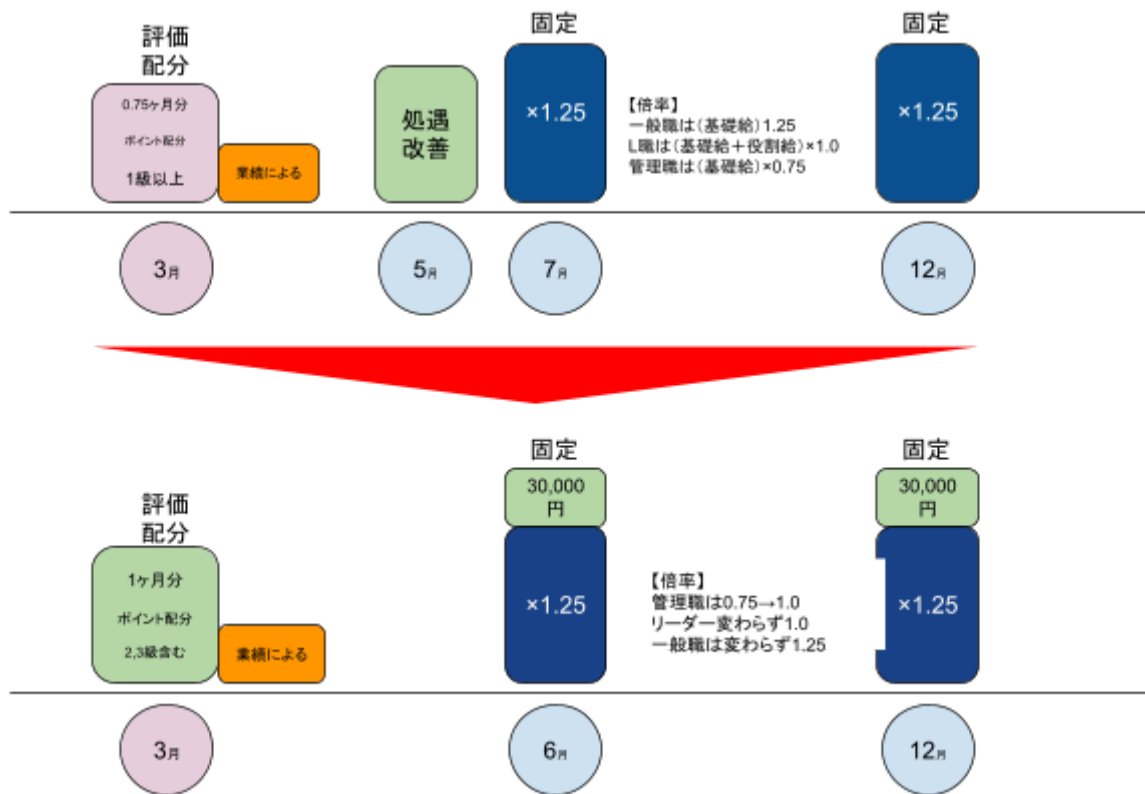 評価
配分
0.75ヶ月分
ポイント配分
1級以上
業績による
処遇
改善
固定
×1.25
【倍率】
一般職は(基礎給)1.25
L職は(基礎給+役割給)×1.0
管理職は(基礎給)×0.75
固定
×1.25
3月
5月
7月
12月
評価
配分
1ヶ月分
ポイント配分
2,3級含む
業績による
固定
30,000
円
×1.25
【倍率】
管理職は0.75→1.0
リーダー変わらず1.0
一般職は変わらず1.25
固定
30,000
円
×1.25
3月
6月
12月